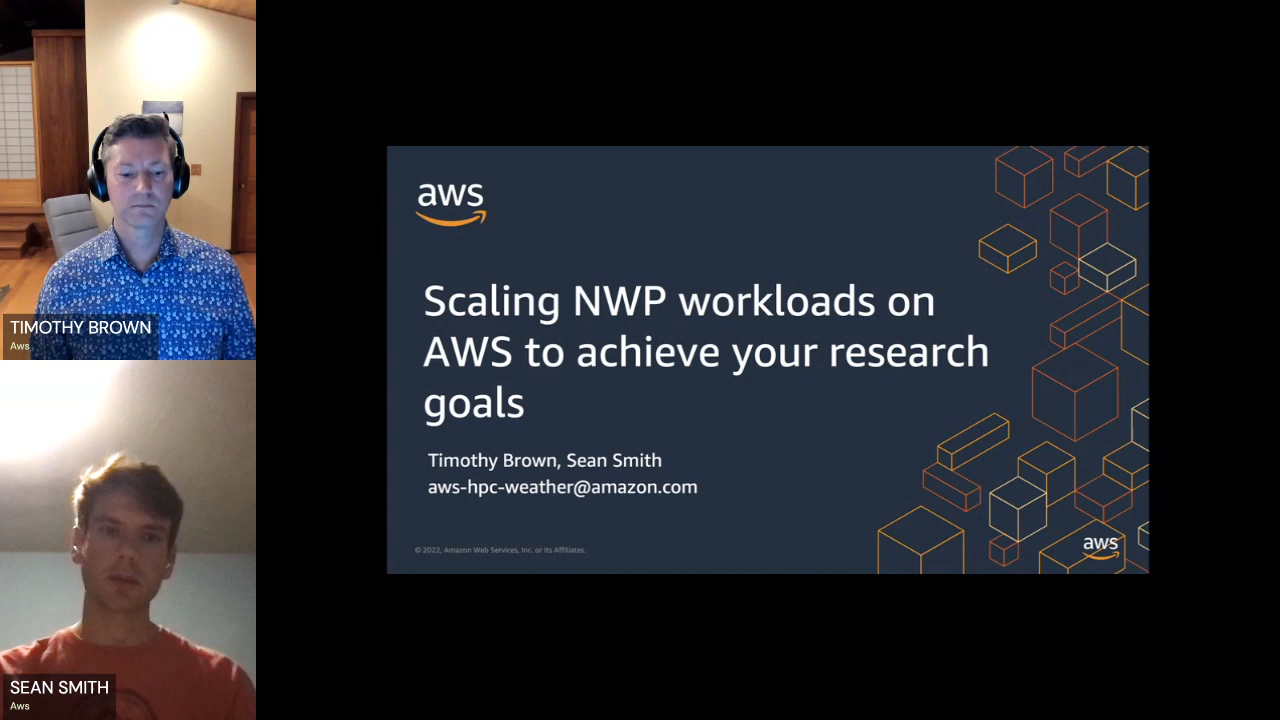 TIMOTHY BROWN
Aws
SEAN SMITH
Aws
aws
Scaling NWP workloads on
AWS to achieve your research
goals
Timothy Brown, Sean Smith
aws-hpc-weather@amazon.com
© 2022, Amazon Web Services, Inc. or its Affiliates.
aws